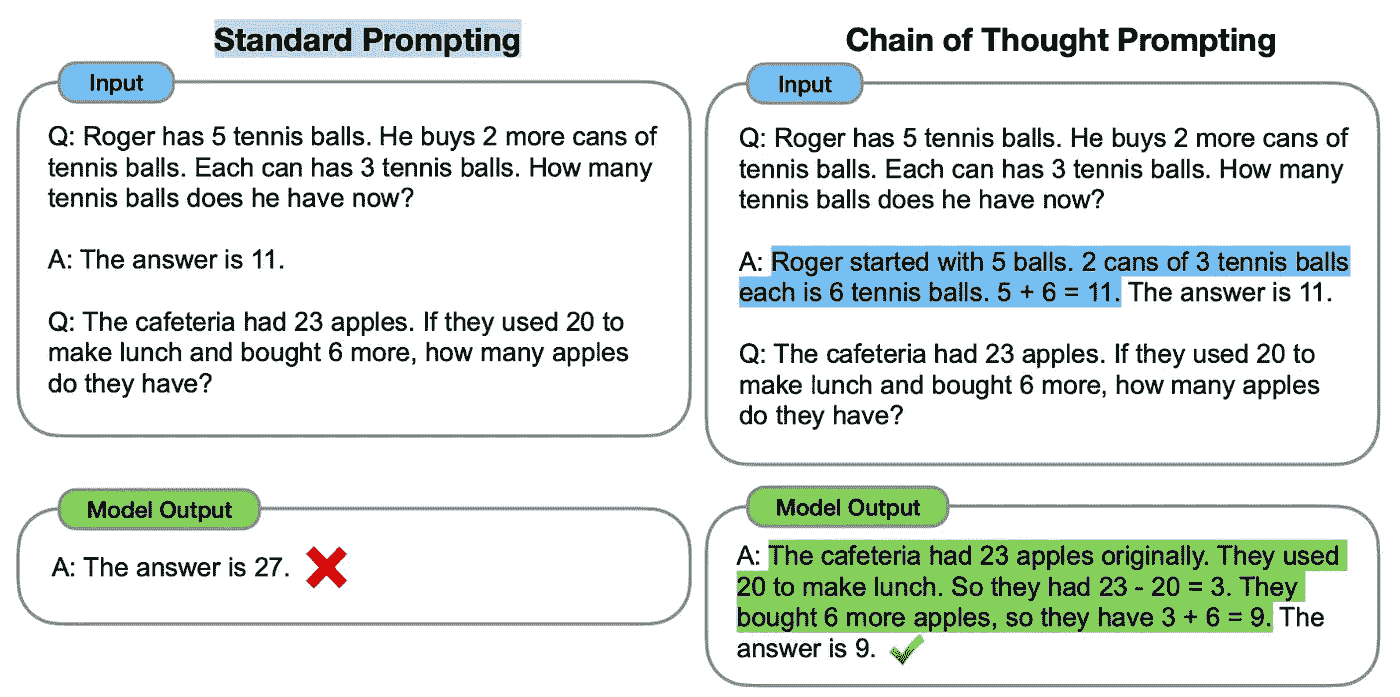 Standard Prompting
Input
Q: Roger has 5 tennis balls. He buys 2 more cans of
tennis balls. Each can has 3 tennis balls. How many
tennis balls does he have now?
A: The answer is 11.
Q: The cafeteria had 23 apples. If they used 20 to
make lunch and bought 6 more, how many apples
do they have?
Model Output
A: The answer is 27.
Chain of Thought Prompting
Input
Q: Roger has 5 tennis balls. He buys 2 more cans of
tennis balls. Each can has 3 tennis balls. How many
tennis balls does he have now?
A: Roger started with 5 balls. 2 cans of 3 tennis balls
each is 6 tennis balls. 5 + 6 = 11. The answer is 11.
Q: The cafeteria had 23 apples. If they used 20 to
make lunch and bought 6 more, how many apples
do they have?
Model Output
A: The cafeteria had 23 apples originally. They used
20 to make lunch. So they had 23 - 20 = 3. They
bought 6 more apples, so they have 3 + 6 = 9. The
answer is 9.